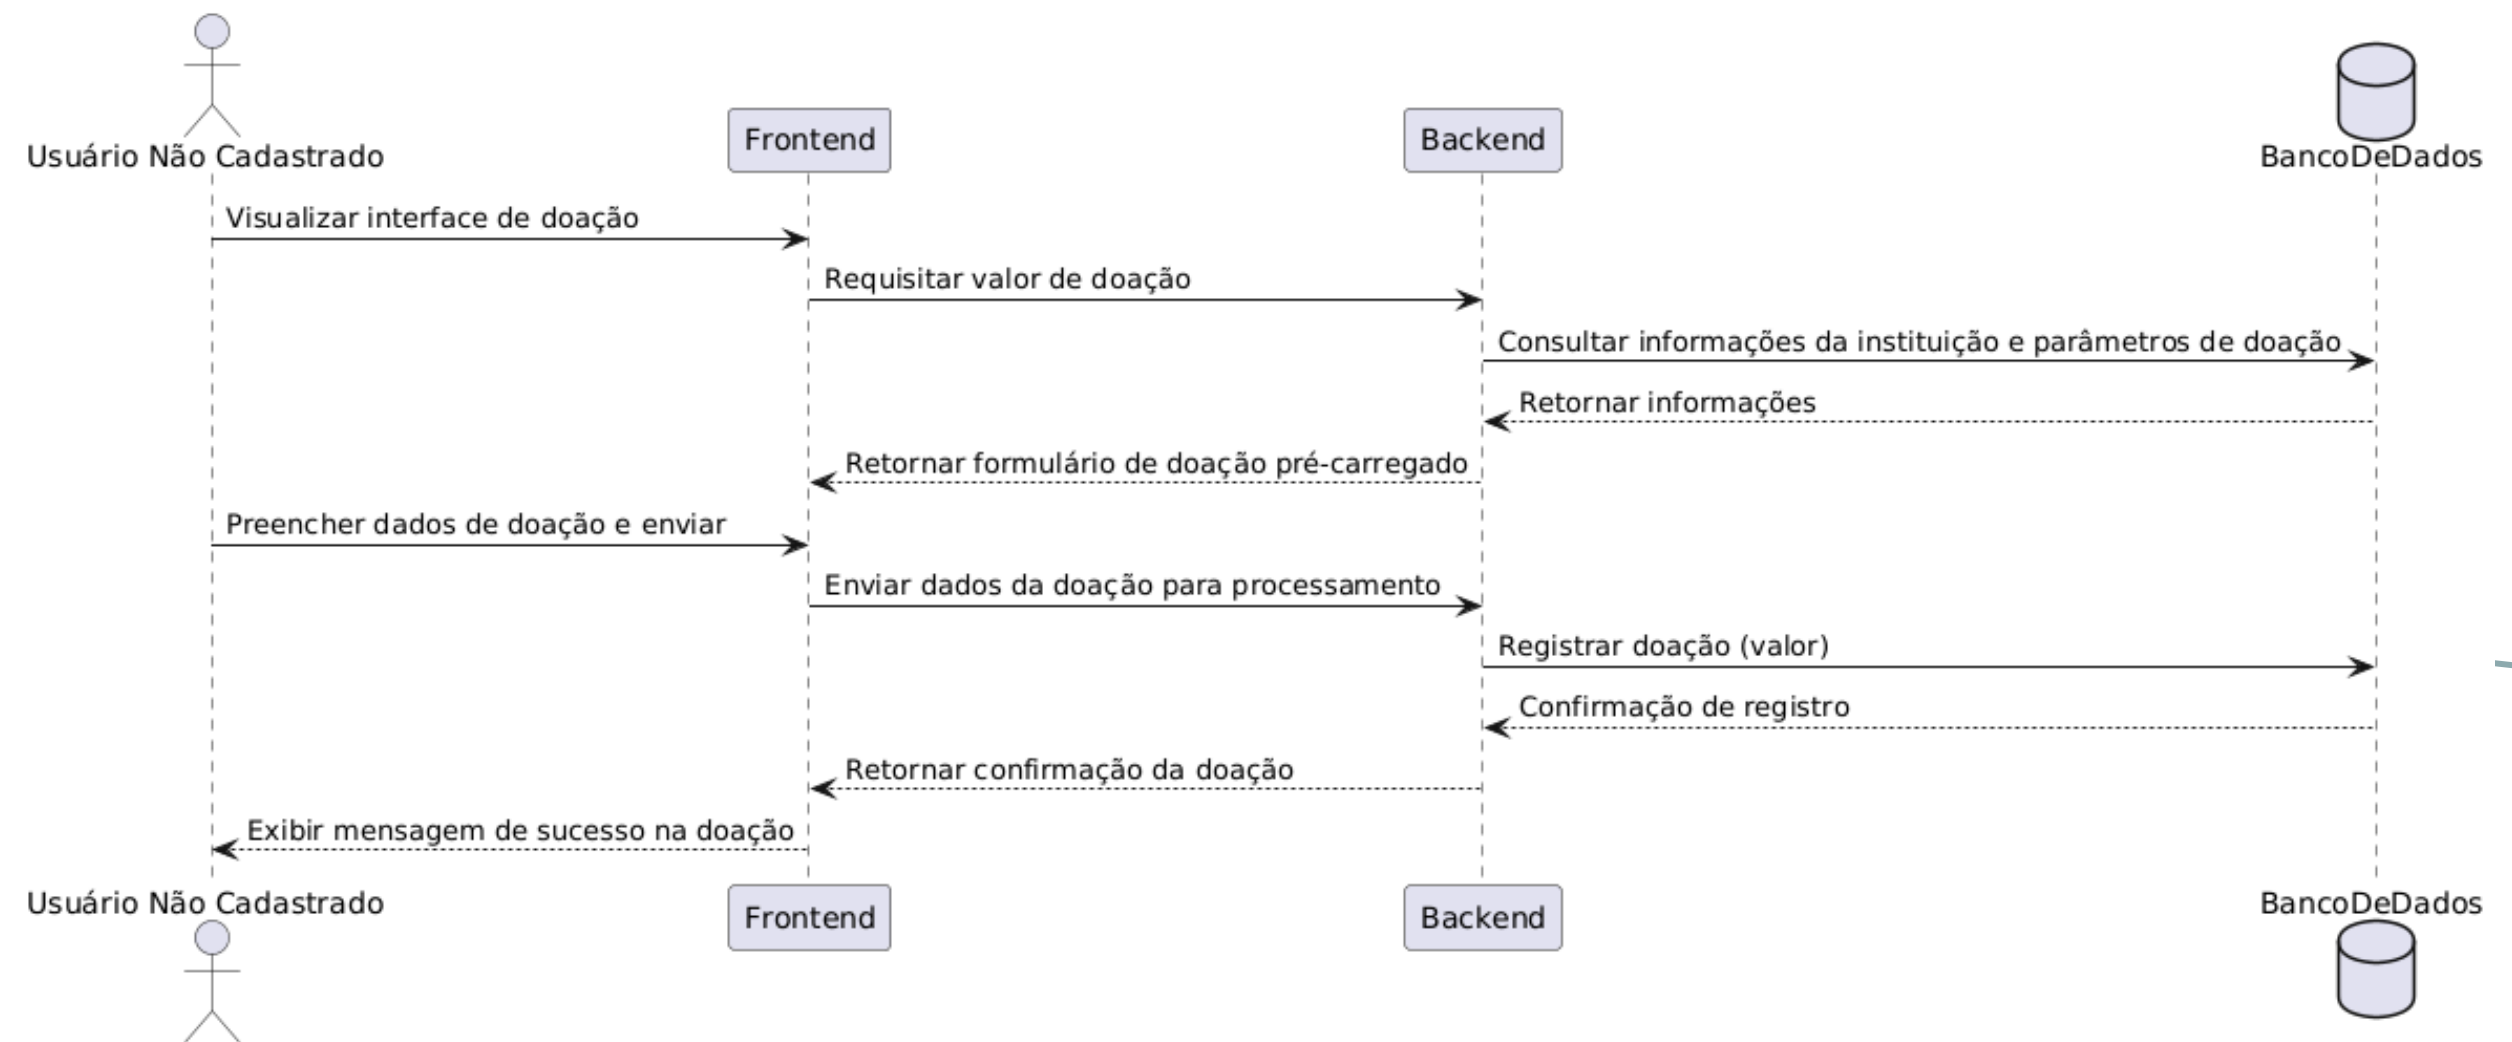 Usuário Não Cadastrado
Frontend
Backend
BancoDeDados
Visualizar interface de doação
Requisitar valor de doação
Consultar informações da instituição e parâmetros de doação
Retornar informações
Retornar formulário de doação pré-carregado
Preencher dados de doação e enviar
Enviar dados da doação para processamento
Registrar doação (valor)
Confirmação de registro
Retornar confirmação da doação
Exibir mensagem de sucesso na doação
Usuário Não Cadastrado
Frontend
Backend
BancoDeDados